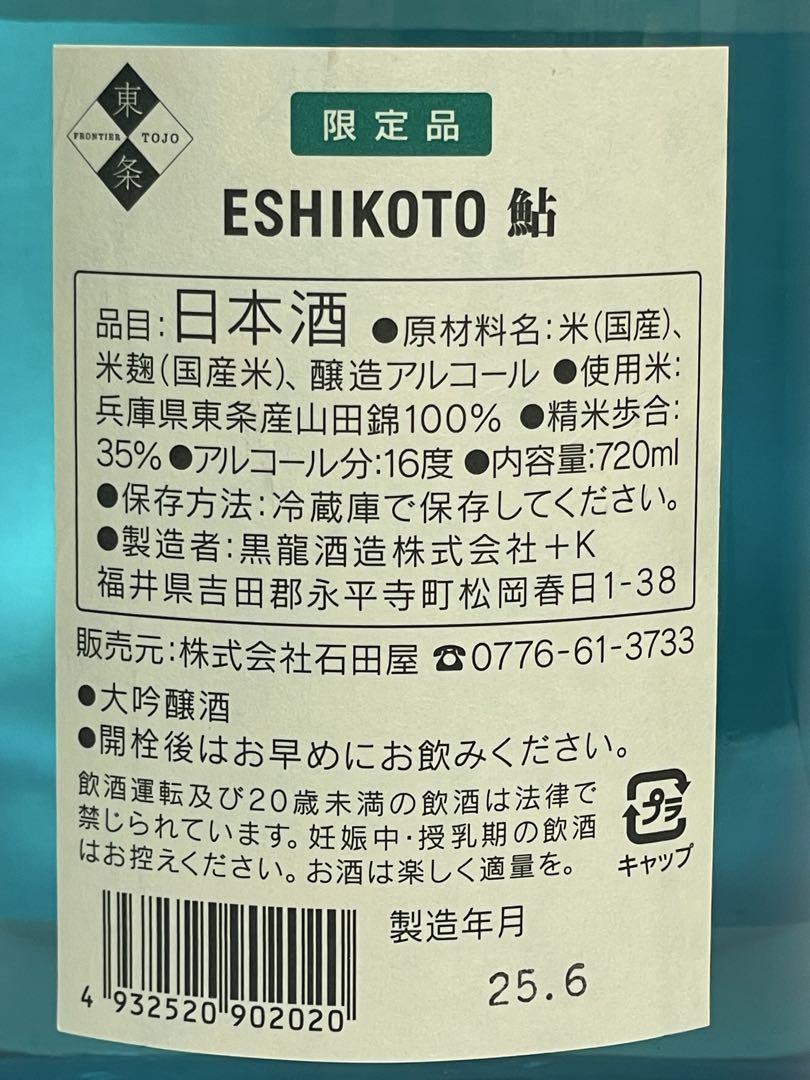 東
FRONTIER TOJO
条
限定品
ESHIKOTO 鮎
品目:日本酒 ●原材料名:米(国産)、
米麹(国産米)、醸造アルコール ●使用米:
兵庫県東条産山田錦100% ●精米歩合:
35% ●アルコール分:16度 ●内容量:720ml
●保存方法:冷蔵庫で保存してください。
●製造者:黒龍酒造株式会社+K
福井県吉田郡永平寺町松岡春日1-38
販売元:株式会社石田屋 ☎0776-61-3733
●大吟醸酒
●開栓後はお早めにお飲みください。
飲酒運転及び20歳未満の飲酒は法律で
禁じられています。妊娠中・授乳期の飲酒
はお控えください。お酒は楽しく適量を。
プラ
キャップ
製造年月
25.6
4 932520 902020